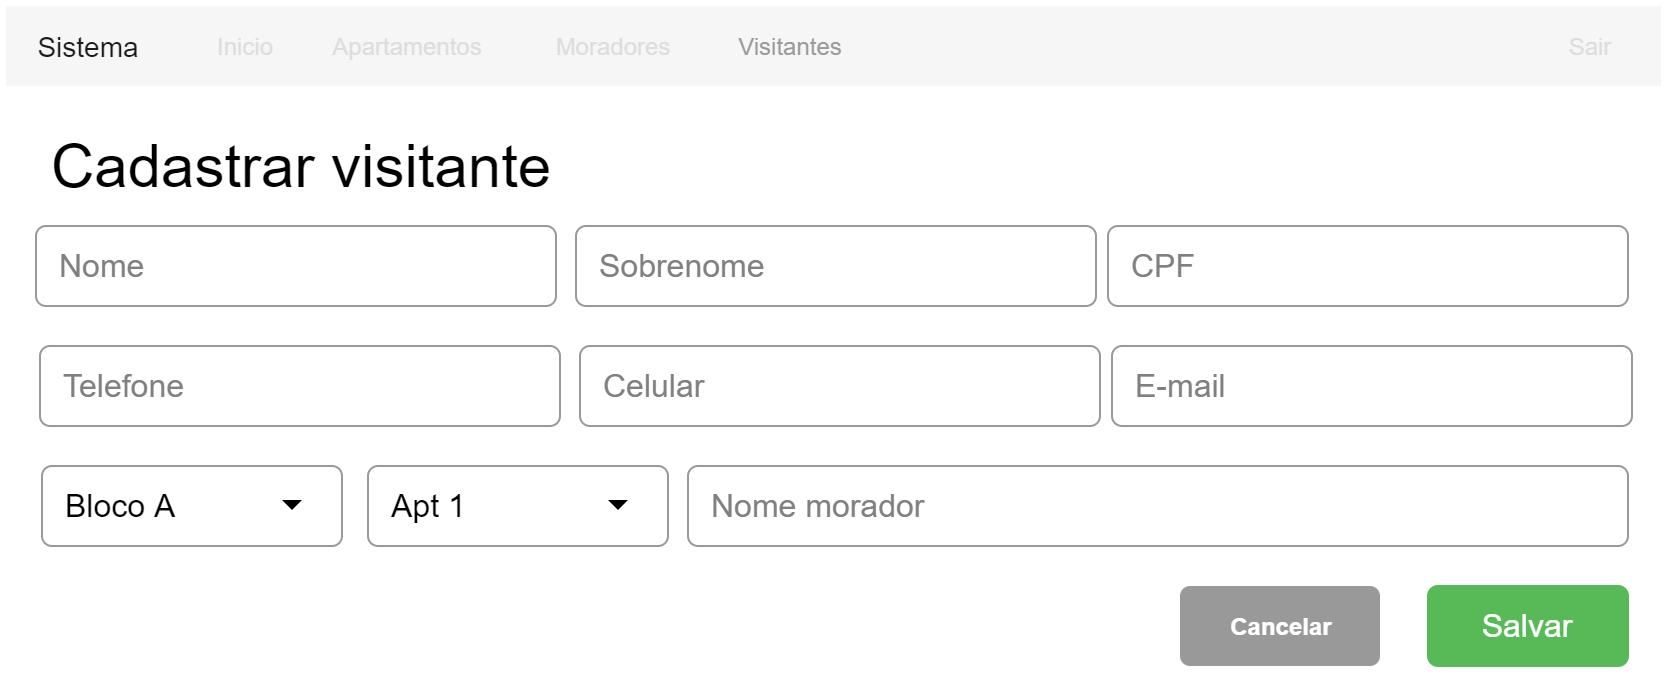 Sistema Inicio Apartamentos Moradores Visitantes Sair
Cadastrar visitante
Nome Sobrenome CPF
Telefone Celular E-mail
Bloco A Apt 1 Nome morador
Cancelar Salvar